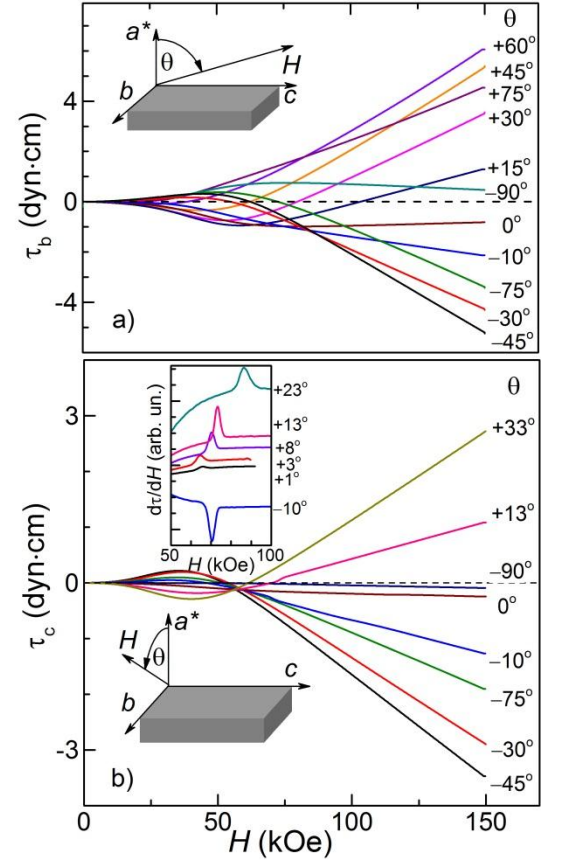 a*
θ
H
b
c
θ
+60°
+45°
+75°
+30°
+15°
−90°
0°
−10°
−75°
−30°
−45°
4
0
-4
τb (dyn·cm)
a)
θ
+33°
+13°
−90°
0°
−10°
−75°
−30°
−45°
dτ/dH (arb. un.)
+23°
+13°
+8°
+3°
+1°
−10°
50 100
H (kOe)
3
0
-3
τc (dyn·cm)
a*
H
θ
b
c
b)
0 50 100 150
H (kOe)